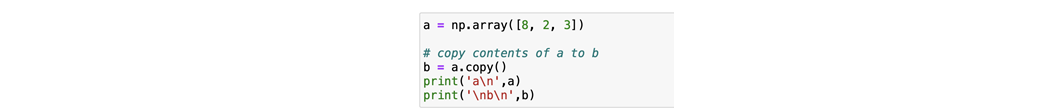 a = np.array([8, 2, 3])
# copy contents of a to b
b = a.copy()
print('a\n',a)
print('\nb\n',b)